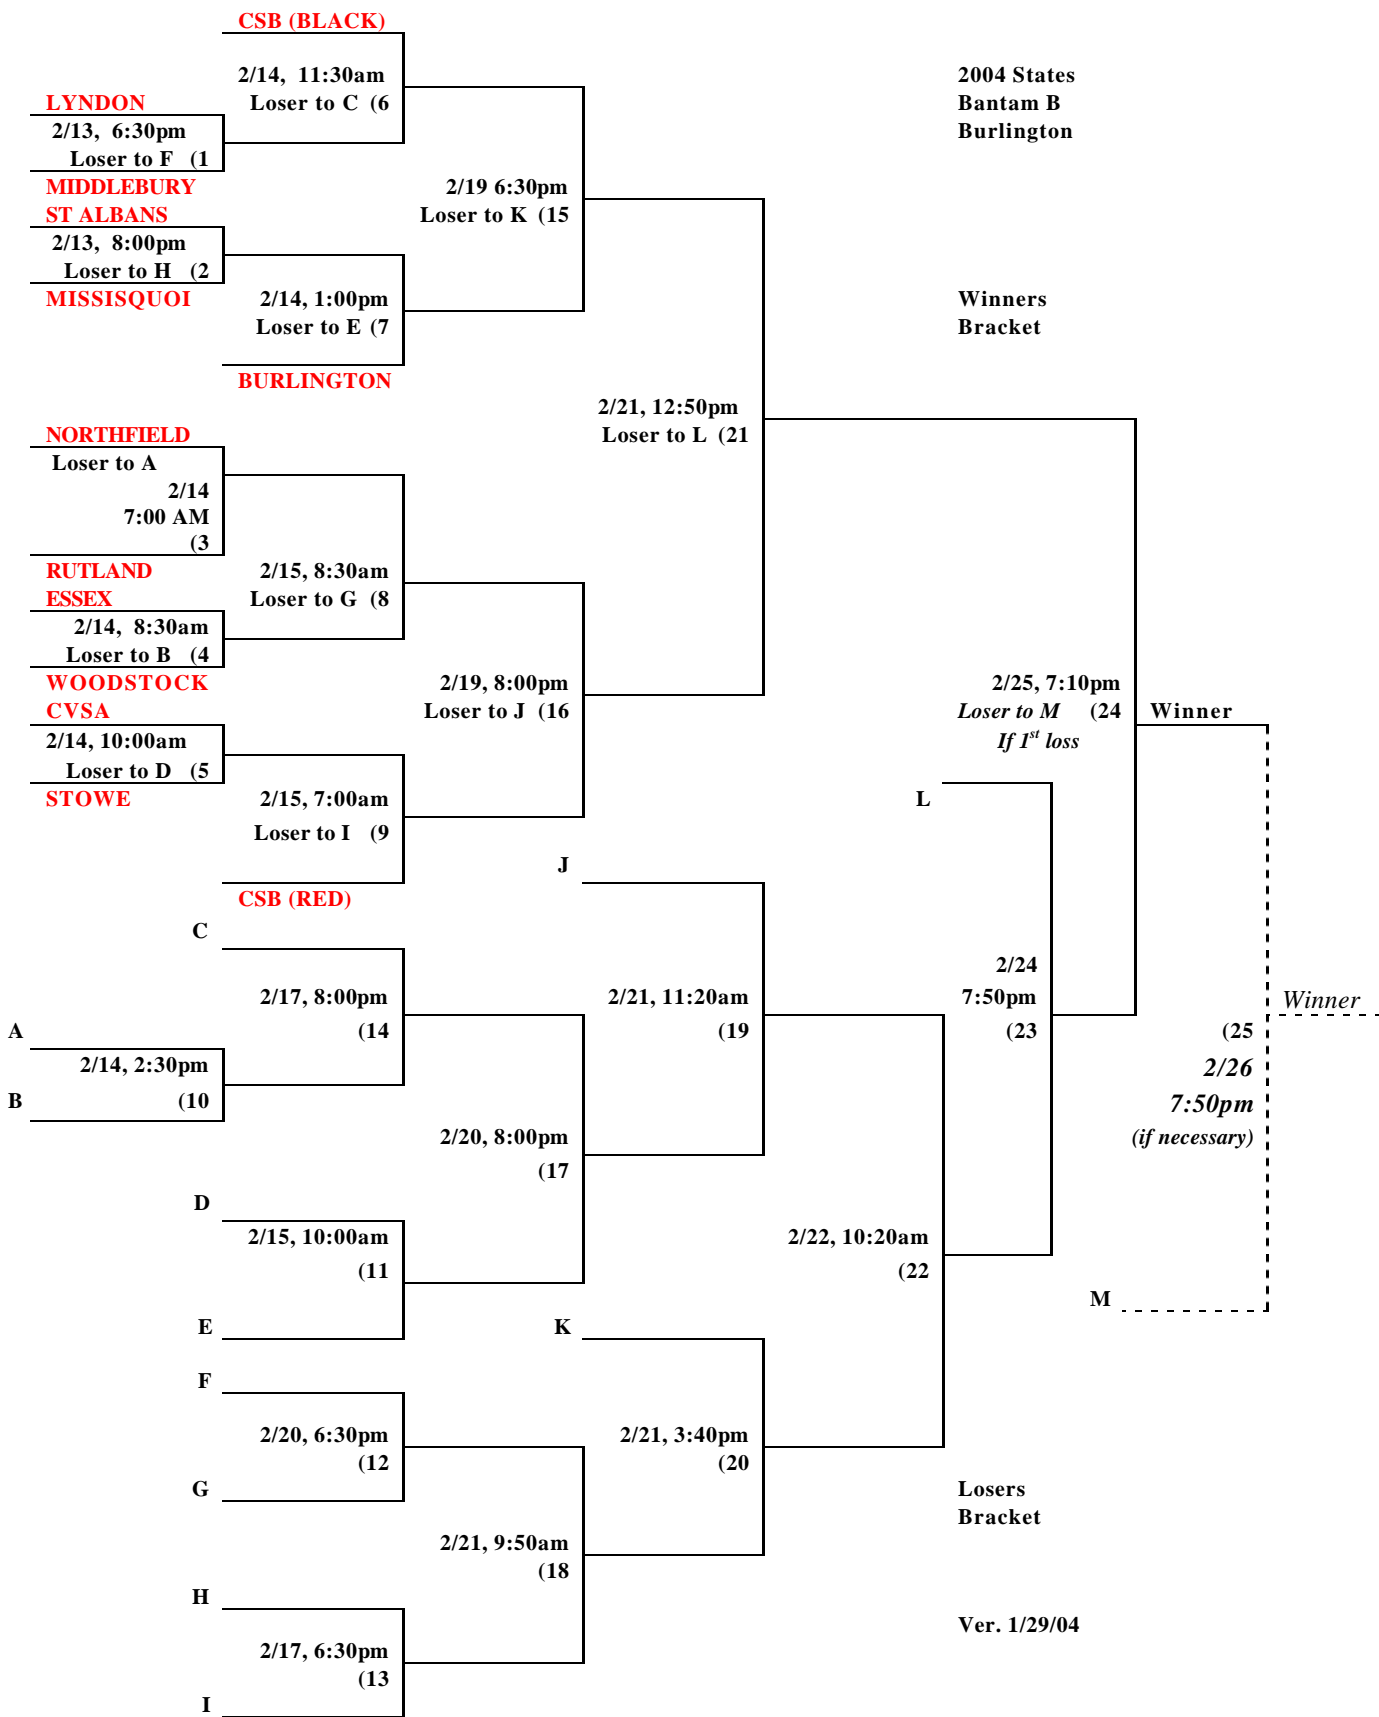 CSB (BLACK)
2/14, 11:30am
Loser to C (6
2004 States
Bantam B
Burlington
LYNDON
2/13, 6:30pm
Loser to F (1
MIDDLEBURY
ST ALBANS
2/13, 8:00pm
Loser to H (2
MISSISQUOI
2/19 6:30pm
Loser to K (15
2/14, 1:00pm
Loser to E (7
Winners
Bracket
BURLINGTON
2/21, 12:50pm
Loser to L (21
NORTHFIELD
Loser to A
2/14
7:00 AM
(3
RUTLAND
ESSEX
2/15, 8:30am
Loser to G (8
2/14, 8:30am
Loser to B (4
WOODSTOCK
CVSA
2/19, 8:00pm
Loser to J (16
2/25, 7:10pm
Loser to M (24
If 1st loss
Winner
2/14, 10:00am
Loser to D (5
STOWE
2/15, 7:00am
Loser to I (9
L
J
CSB (RED)
C
2/17, 8:00pm
(14
2/21, 11:20am
(19
2/24
7:50pm
(23
Winner
(25
2/26
7:50pm
(if necessary)
A
2/14, 2:30pm
(10
B
2/20, 8:00pm
(17
D
2/15, 10:00am
(11
2/22, 10:20am
(22
M
E
K
F
2/20, 6:30pm
(12
2/21, 3:40pm
(20
G
Losers
Bracket
2/21, 9:50am
(18
H
Ver. 1/29/04
2/17, 6:30pm
(13
I